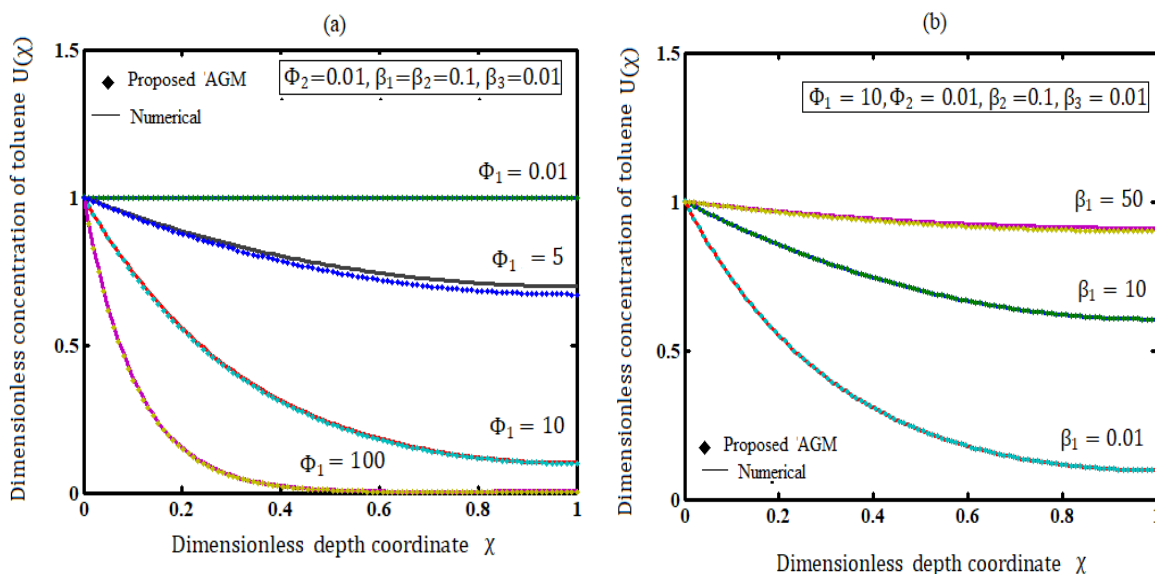 (a)
Dimensionless concentration of toluene U(χ)
1.5
1
0.5
0
Proposed 'AGM
Numerical
Φ₂=0.01, β₁=β₂=0.1, β₃=0.01
Φ₁ = 0.01
Φ₁ = 5
Φ₁ = 10
Φ₁ = 100
0 0.2 0.4 0.6 0.8 1
Dimensionless depth coordinate χ
(b)
Dimensionless concentration of toluene U(χ)
1.5
1
0.5
0
Φ₁ = 10, Φ₂ = 0.01, β₂ =0.1, β₃ = 0.01
β₁ = 50
β₁ = 10
β₁ = 0.01
Proposed 'AGM
Numerical
0 0.2 0.4 0.6 0.8 1
Dimensionless depth coordinate χ